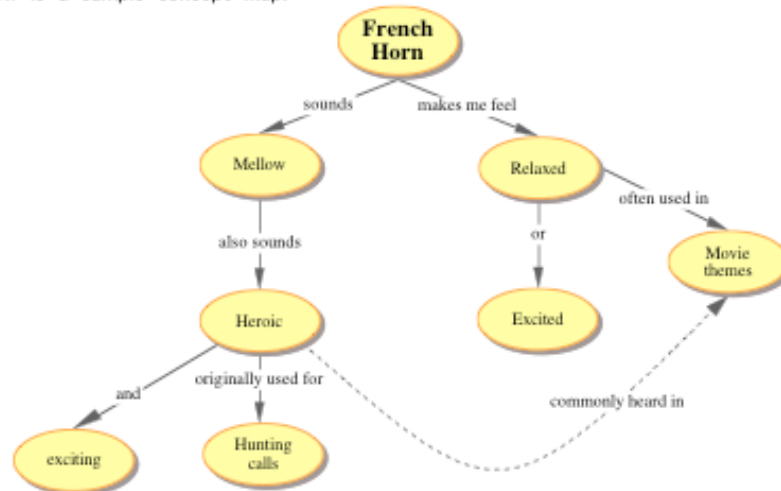 French
Horn
sounds
makes me feel
Mellow
Relaxed
often used in
also sounds
or
Movie
themes
Heroic
Excited
and
originally used for
commonly heard in
exciting
Hunting
calls